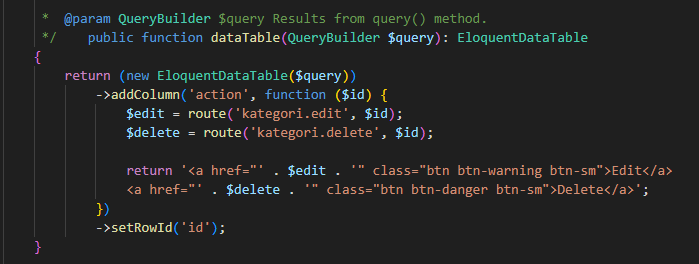 * @param QueryBuilder $query Results from query() method.
*/ public function dataTable(QueryBuilder $query): EloquentDataTable
{
return (new EloquentDataTable($query))
->addColumn('action', function ($id) {
$edit = route('kategori.edit', $id);
$delete = route('kategori.delete', $id);
return '<a href="' . $edit . '" class="btn btn-warning btn-sm">Edit</a>
<a href="' . $delete . '" class="btn btn-danger btn-sm">Delete</a>';
})
->setRowId('id');
}